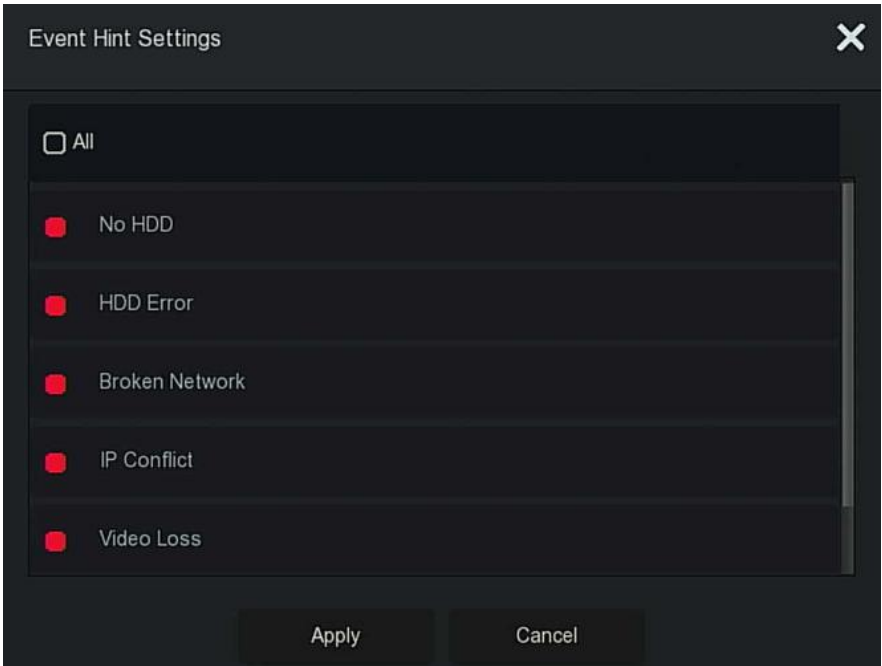 Event Hint Settings
All
No HDD
HDD Error
Broken Network
IP Conflict
Video Loss
Apply
Cancel